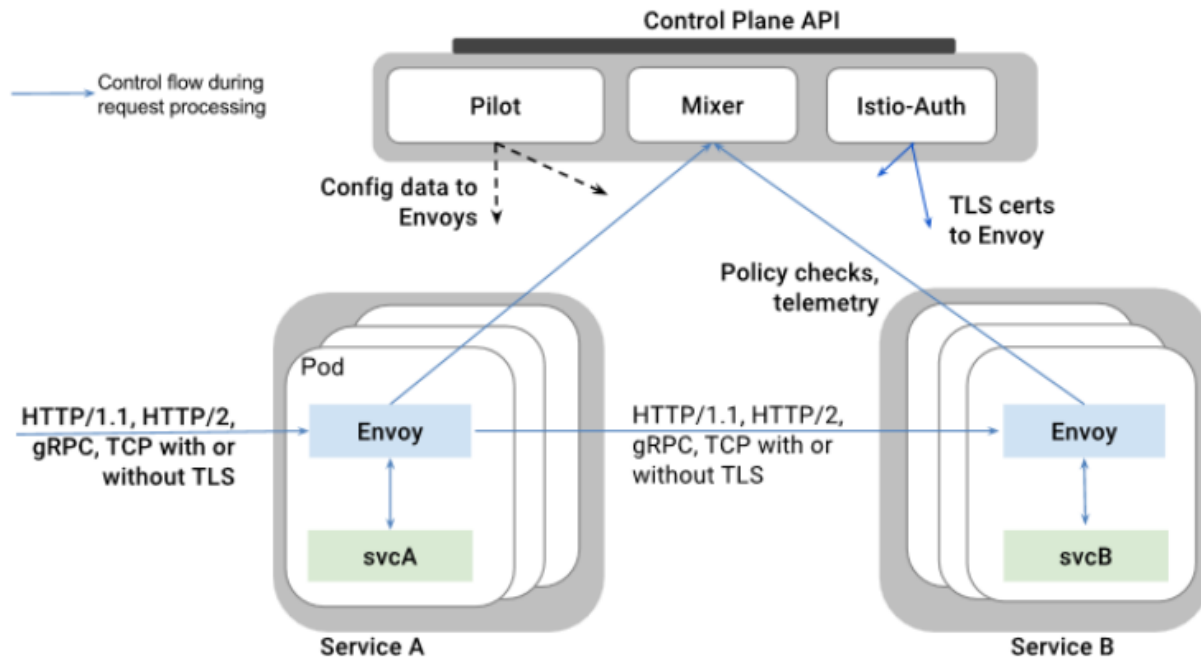 Control Plane API
Control flow during
request processing
Pilot
Mixer
Istio-Auth
Config data to
Envoys
TLS certs
to Envoy
Policy checks,
telemetry
Pod
HTTP/1.1, HTTP/2,
gRPC, TCP with or
without TLS
Envoy
HTTP/1.1, HTTP/2,
gRPC, TCP with or
without TLS
Envoy
svcA
svcB
Service A
Service B